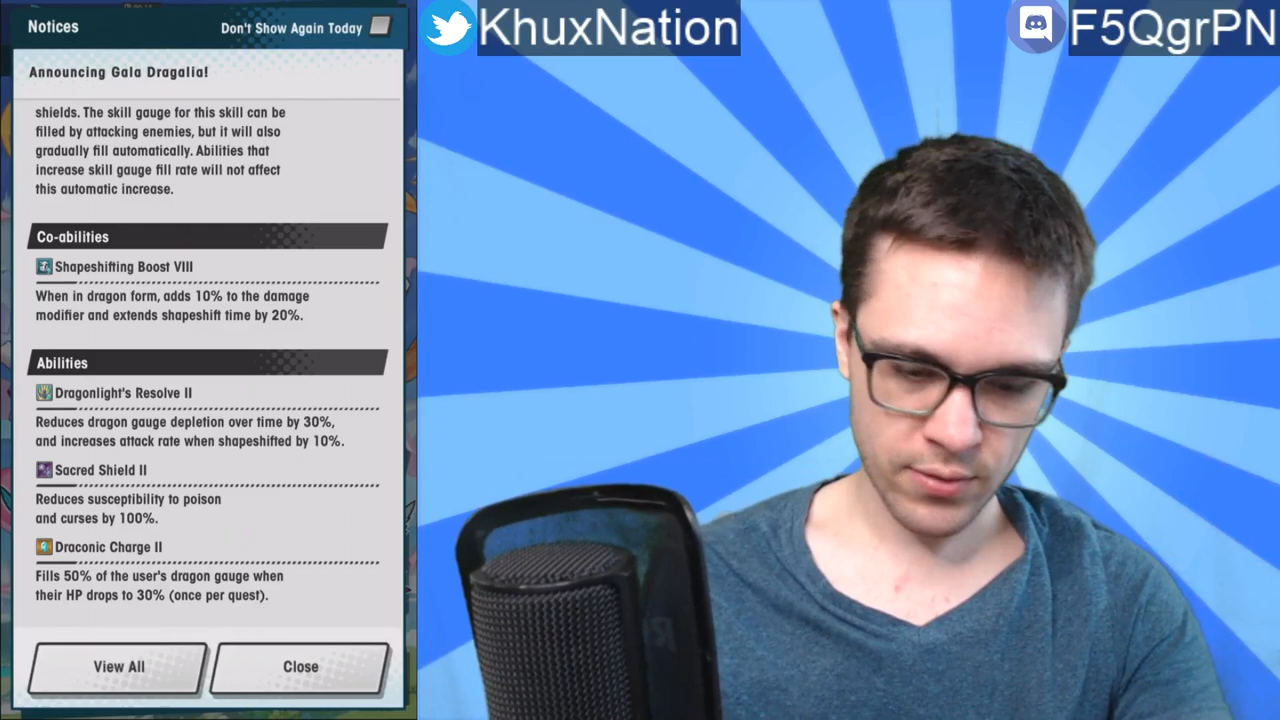 Notices
Don't Show Again Today
Announcing Gala Dragalia!
shields. The skill gauge for this skill can be
filled by attacking enemies, but it will also
gradually fill automatically. Abilities that
increase skill gauge fill rate will not affect
this automatic increase.
Co-abilities
Shapeshifting Boost VIII
When in dragon form, adds 10% to the damage
modifier and extends shapeshift time by 20%.
Abilities
Dragonlight's Resolve II
Reduces dragon gauge depletion over time by 30%,
and increases attack rate when shapeshifted by 10%.
Sacred Shield II
Reduces susceptibility to poison
and curses by 100%.
Draconic Charge II
Fills 50% of the user's dragon gauge when
their HP drops to 30% (once per quest).
View All
Close
KhuxNation
F5QgrPN